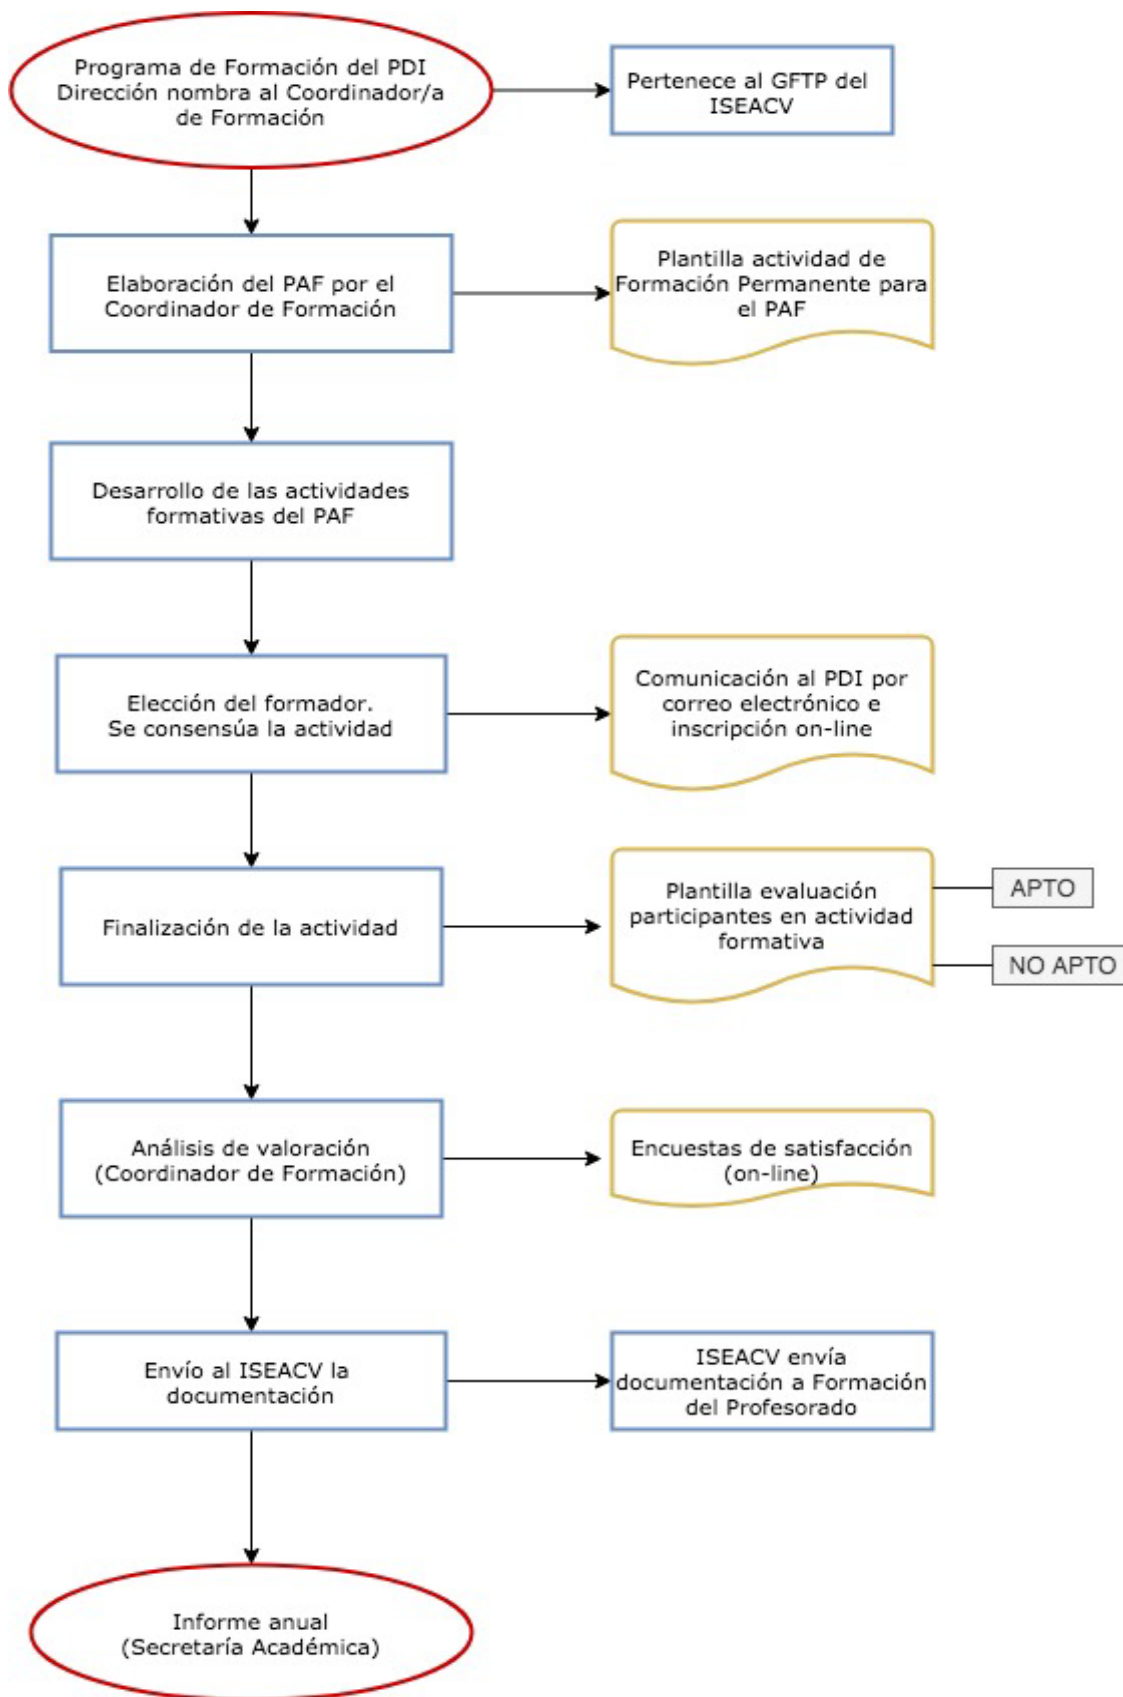 Programa de Formación del PDI
Dirección nombra al Coordinador/a
de Formación
Pertenece al GFTP del
ISEACV
Elaboración del PAF por el
Coordinador de Formación
Plantilla actividad de
Formación Permanente para
el PAF
Desarrollo de las actividades
formativas del PAF
Elección del formador.
Se consensúa la actividad
Comunicación al PDI por
correo electrónico e
inscripción on-line
Finalización de la actividad
Plantilla evaluación
participantes en actividad
formativa
APTO
NO APTO
Análisis de valoración
(Coordinador de Formación)
Encuestas de satisfacción
(on-line)
Envío al ISEACV la
documentación
ISEACV envía
documentación a Formación
del Profesorado
Informe anual
(Secretaría Académica)